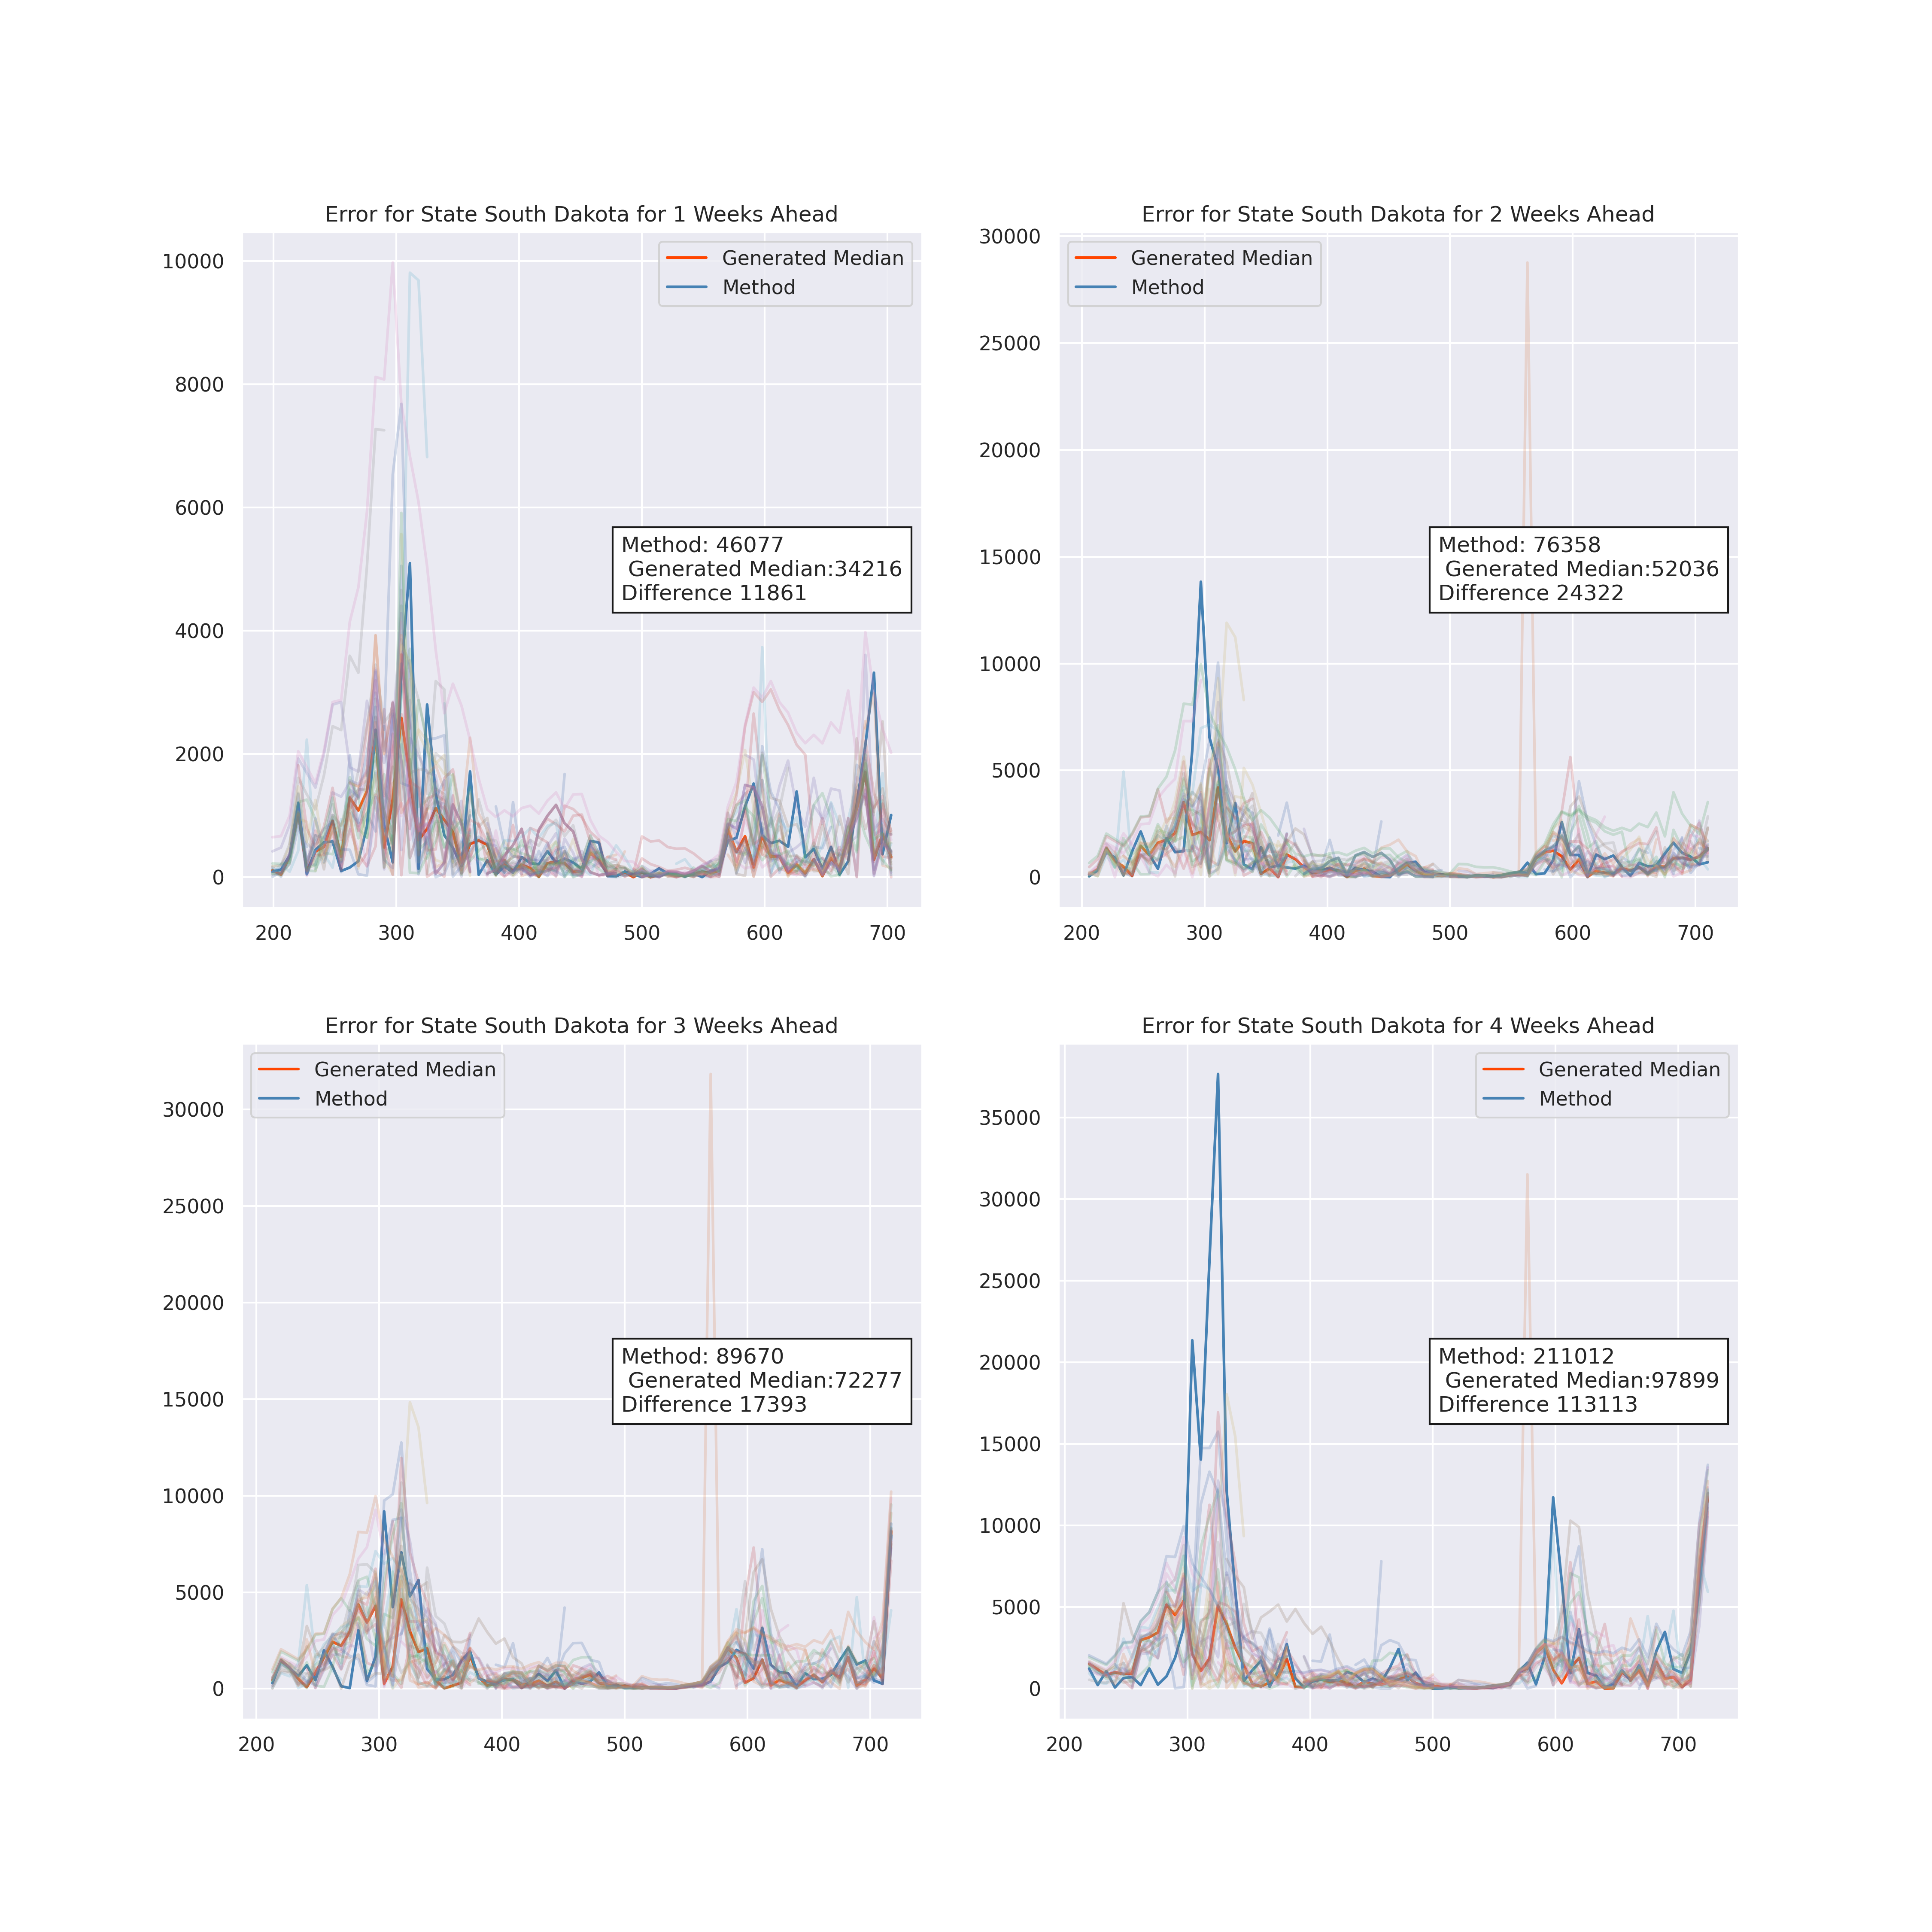 Error for State South Dakota for 1 Weeks Ahead
10000
8000
6000
4000
2000
0
200 300 400 500 600 700
Generated Median
Method
Method: 46077
Generated Median:34216
Difference 11861
Error for State South Dakota for 2 Weeks Ahead
30000
25000
20000
15000
10000
5000
0
200 300 400 500 600 700
Generated Median
Method
Method: 76358
Generated Median:52036
Difference 24322
Error for State South Dakota for 3 Weeks Ahead
30000
25000
20000
15000
10000
5000
0
200 300 400 500 600 700
Generated Median
Method
Method: 89670
Generated Median:72277
Difference 17393
Error for State South Dakota for 4 Weeks Ahead
35000
30000
25000
20000
15000
10000
5000
0
200 300 400 500 600 700
Generated Median
Method
Method: 211012
Generated Median:97899
Difference 113113